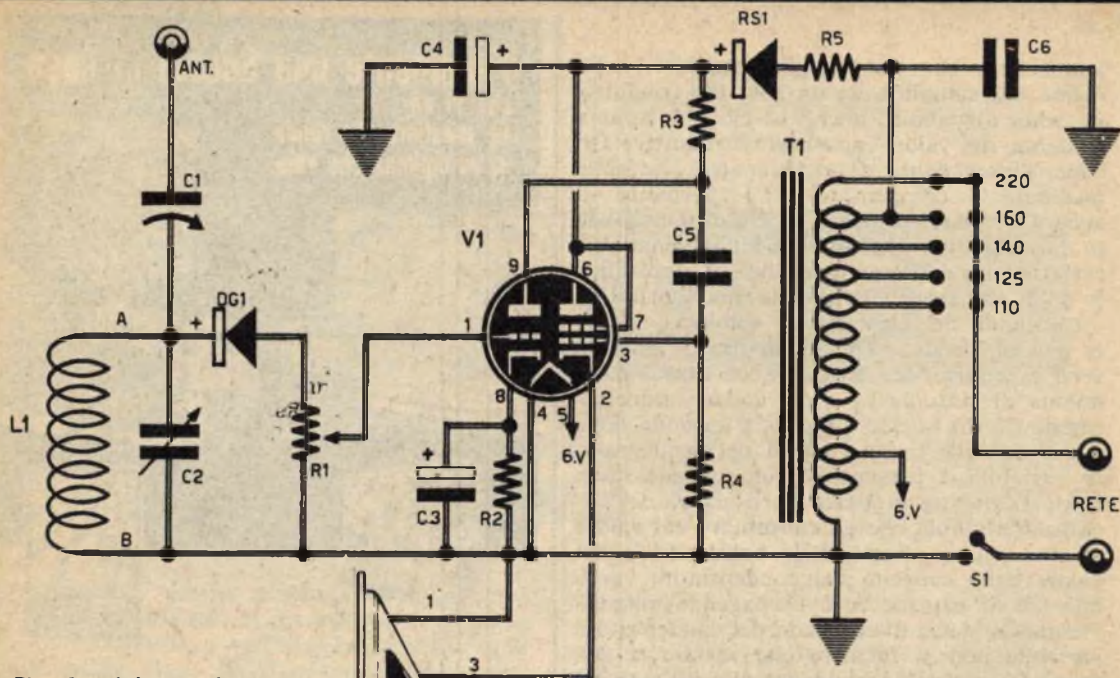 ANT.
C4
+
RS1
+
R5
C6
C1
R3
T1
220
160
140
125
110
V1
C5
9
6
7
3
1
8
4
5
2
6.V
A
+
DG1
L1
C2
R1
+
C3
R2
R4
6.V
RETE
B
S1
1
3